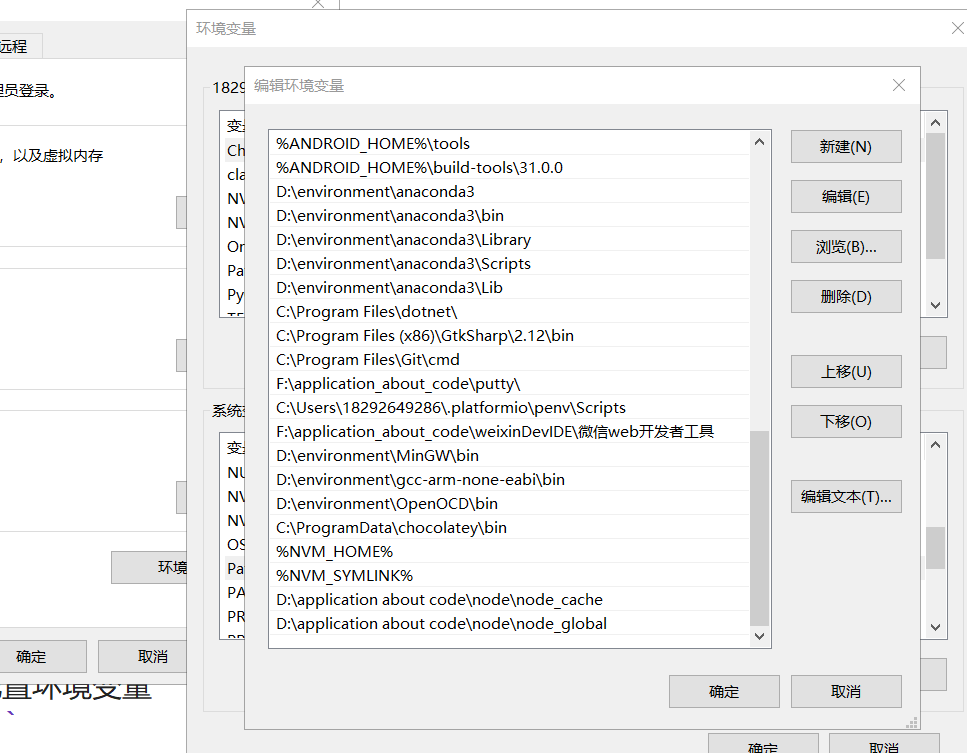 环境变量
远程
编辑环境变量
员登录。
，以及虚拟内存
%ANDROID_HOME%\tools
%ANDROID_HOME%\build-tools\31.0.0
D:\environment\anaconda3
D:\environment\anaconda3\bin
D:\environment\anaconda3\Library
D:\environment\anaconda3\Scripts
D:\environment\anaconda3\Lib
C:\Program Files\dotnet\
C:\Program Files (x86)\GtkSharp\2.12\bin
C:\Program Files\Git\cmd
F:\application_about_code\putty\
C:\Users\18292649286\.platformio\penv\Scripts
F:\application_about_code\weixinDevIDE\微信web开发者工具
D:\environment\MinGW\bin
D:\environment\gcc-arm-none-eabi\bin
D:\environment\OpenOCD\bin
C:\ProgramData\chocolatey\bin
%NVM_HOME%
%NVM_SYMLINK%
D:\application about code\node\node_cache
D:\application about code\node\node_global
新建(N)
编辑(E)
浏览(B)...
删除(D)
上移(U)
下移(O)
编辑文本(T)...
确定
取消
1829
变
Ch
cla
NV
NV
Or
Pa
Py
系统
变
NU
NV
NV
OS
Pa
PA
PR
环境
确定
取消
置环境变量
确定
取消